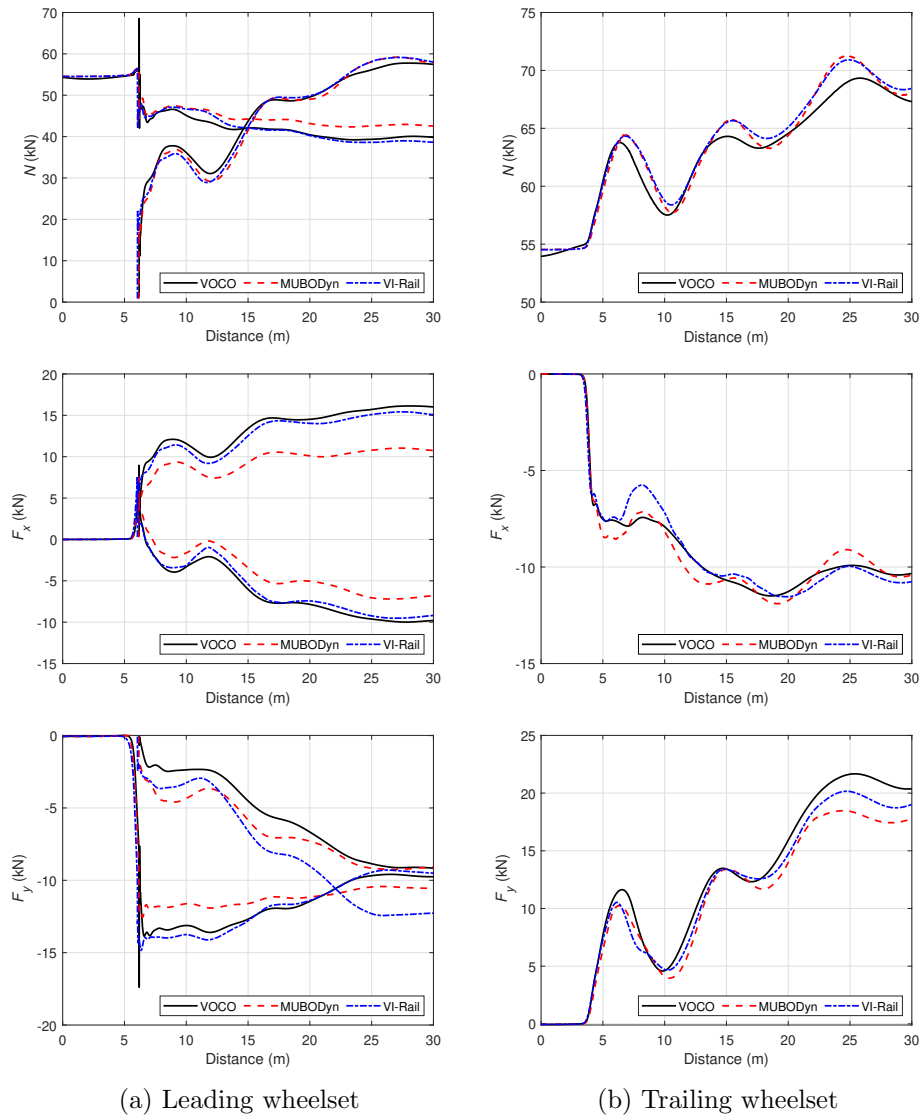 70
60
50
40
30
20
10
0
N (kN)
VOCO MUBODyn VI-Rail
0 5 10 15 20 25 30
Distance (m)
75
70
65
60
55
50
N (kN)
VOCO MUBODyn VI-Rail
0 5 10 15 20 25 30
Distance (m)
20
15
10
5
0
-5
-10
-15
Fx (kN)
VOCO MUBODyn VI-Rail
0 5 10 15 20 25 30
Distance (m)
0
-5
-10
-15
Fx (kN)
VOCO MUBODyn VI-Rail
0 5 10 15 20 25 30
Distance (m)
0
-5
-10
-15
-20
Fy (kN)
VOCO MUBODyn VI-Rail
0 5 10 15 20 25 30
Distance (m)
25
20
15
10
5
0
Fy (kN)
VOCO MUBODyn VI-Rail
0 5 10 15 20 25 30
Distance (m)
(a) Leading wheelset
(b) Trailing wheelset